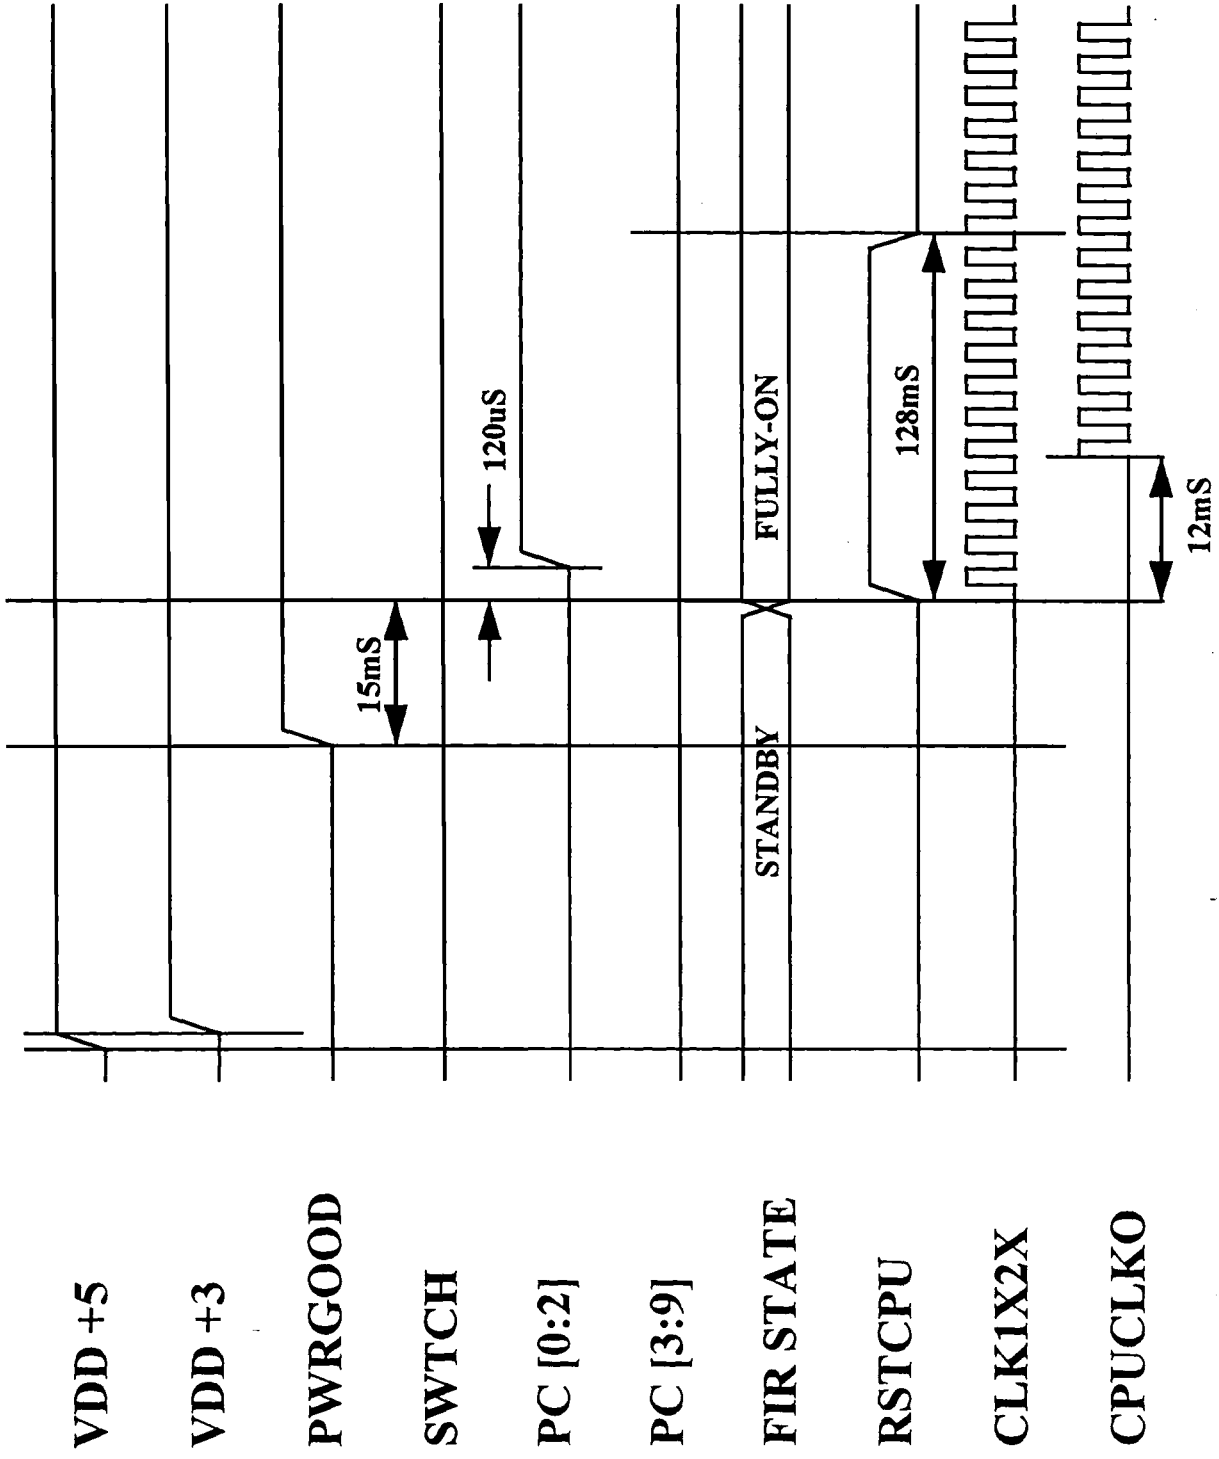 VDD +5
VDD +3
PWRGOOD
15mS
SWTCH
120uS
PC [0:2]
PC [3:9]
FIR STATE
STANDBY
FULLY-ON
RSTCPU
128mS
CLK1X2X
CPUCLKO
12mS